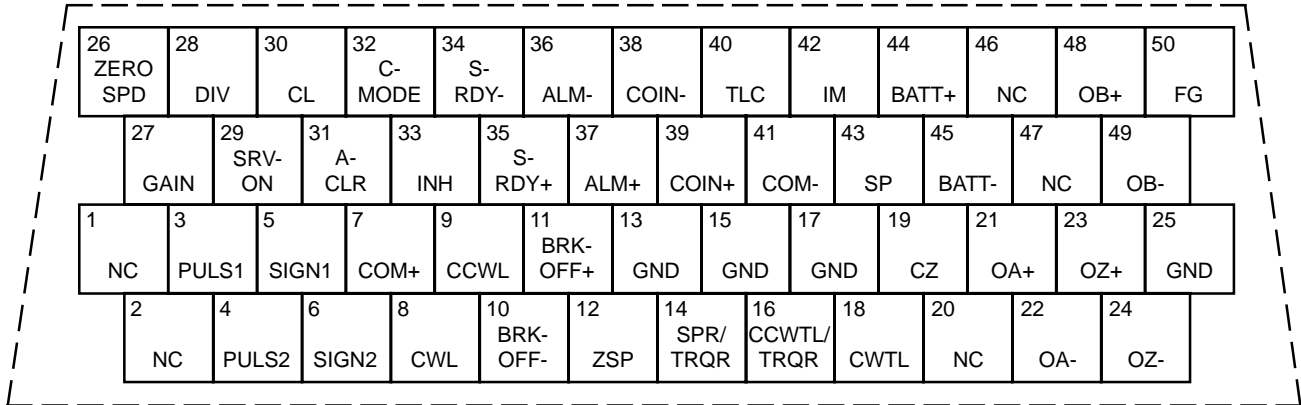 26 28 30 32 34 36 38 40 42 44 46 48 50
ZERO C- S-
SPD DIV CL MODE RDY- ALM- COIN- TLC IM BATT+ NC OB+ FG
27 29 31 33 35 37 39 41 43 45 47 49
SRV- A- S-
GAIN ON CLR INH RDY+ ALM+ COIN+ COM- SP BATT- NC OB-
1 3 5 7 9 11 13 15 17 19 21 23 25
BRK-
NC PULS1 SIGN1 COM+ CCWL OFF+ GND GND GND CZ OA+ OZ+ GND
2 4 6 8 10 12 14 16 18 20 22 24
BRK- SPR/ CCWTL/
NC PULS2 SIGN2 CWL OFF- ZSP TRQR TRQR CWTL NC OA- OZ-